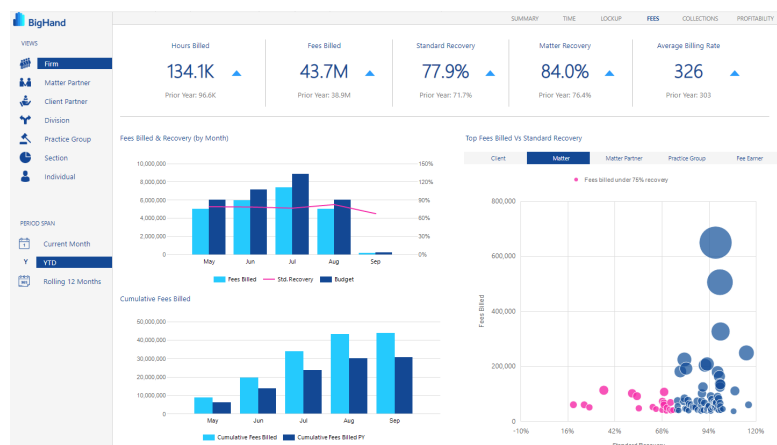 BigHand
SUMMARY TIME LOOKUP FEES COLLECTIONS PROFITABILITY
VIEWS
Firm
Matter Partner
Client Partner
Division
Practice Group
Section
Individual
PERIOD SPAN
Current Month
Y YTD
Rolling 12 Months
Hours Billed
134.1K
Prior Year: 96.6K
Fees Billed
43.7M
Prior Year: 38.9M
Standard Recovery
77.9%
Prior Year: 71.7%
Matter Recovery
84.0%
Prior Year: 76.4%
Average Billing Rate
326
Prior Year: 303
Fees Billed & Recovery (by Month)
10,000,000 150%
8,000,000 120%
6,000,000 90%
4,000,000 60%
2,000,000 30%
0 0%
May Jun Jul Aug Sep
Fees Billed Std. Recovery Budget
Cumulative Fees Billed
50,000,000
40,000,000
30,000,000
20,000,000
10,000,000
0
May Jun Jul Aug Sep
Cumulative Fees Billed Cumulative Fees Billed PY
Top Fees Billed Vs Standard Recovery
Client Matter Matter Partner Practice Group Fee Earner
Fees billed under 75% recovery
800,000
600,000
400,000
200,000
0
Fees Billed
-10% 16% 42% 68% 94% 120%
Standard Recovery